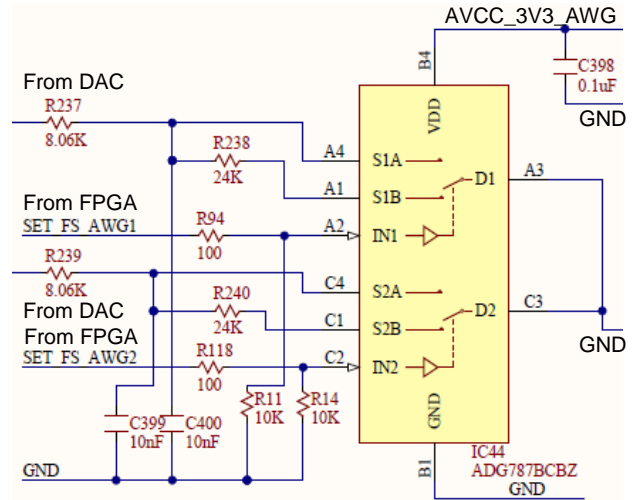 AVCC_3V3_AWG
B4
C398
0.1uF
GND
From DAC
R237
8.06K
VDD
R238
24K
A4
S1A
A1
S1B
D1
A3
From FPGA
SET_FS_AWG1
R94
100
A2
IN1
R239
8.06K
C4
S2A
From DAC
R240
24K
C1
S2B
D2
C3
GND
From FPGA
SET_FS_AWG2
R118
100
C2
IN2
R11
10K
R14
10K
C399
10nF
C400
10nF
GND
GND
IC44
ADG787BCBZ
B1
GND